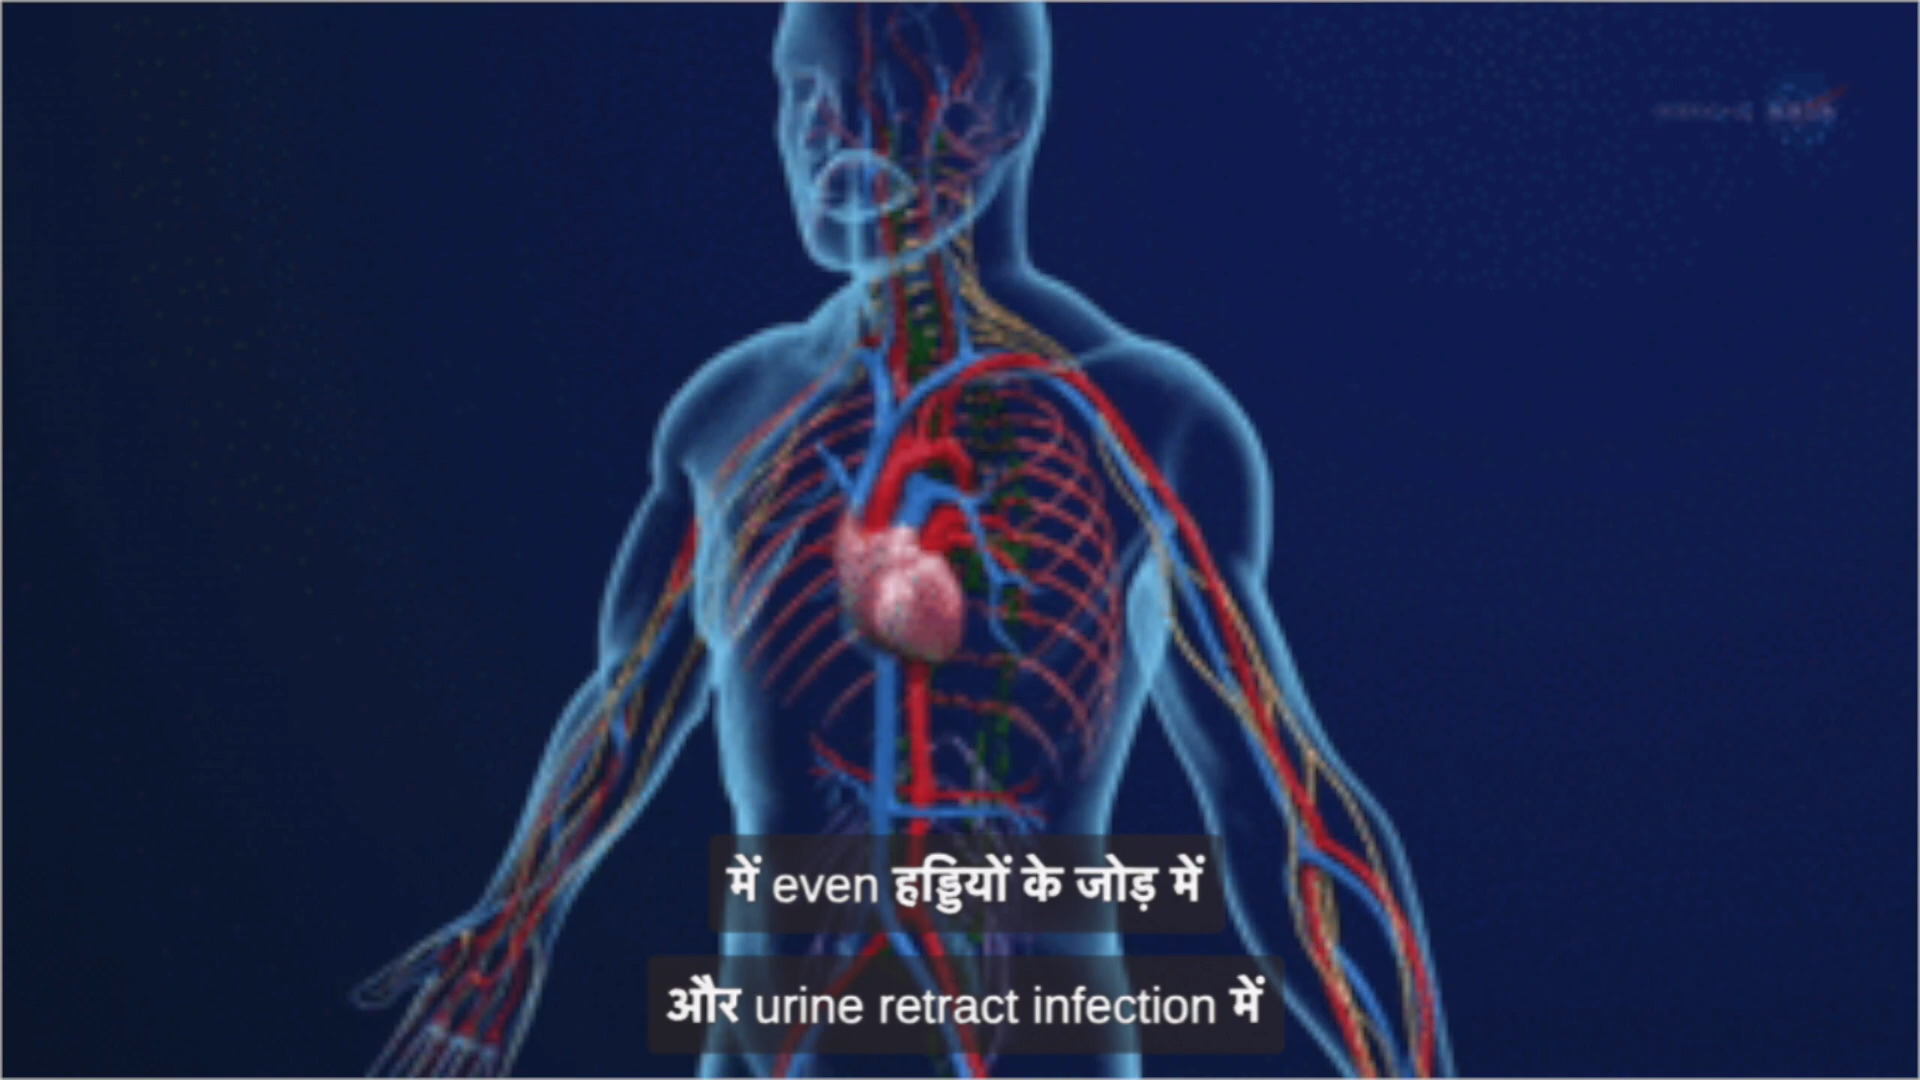 में even हड्डियों के जोड़ में
और urine retract infection में